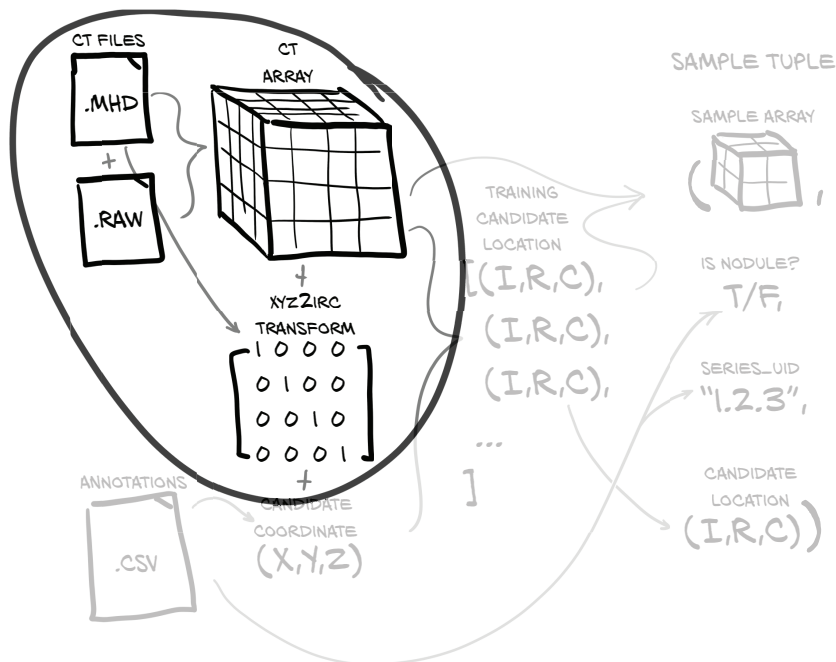 CT FILES
.MHD
+
.RAW
CT
ARRAY
+
XYZ2IRC
TRANSFORM
1 0 0 0
0 1 0 0
0 0 1 0
0 0 0 1
+
ANNOTATIONS
.CSV
CANDIDATE
COORDINATE
(X,Y,Z)
TRAINING
CANDIDATE
LOCATION
[(I,R,C),
(I,R,C),
(I,R,C),
...
]
SAMPLE TUPLE
SAMPLE ARRAY
( ,
IS NODULE?
T/F,
SERIES_UID
"1.2.3",
CANDIDATE
LOCATION
(I,R,C))